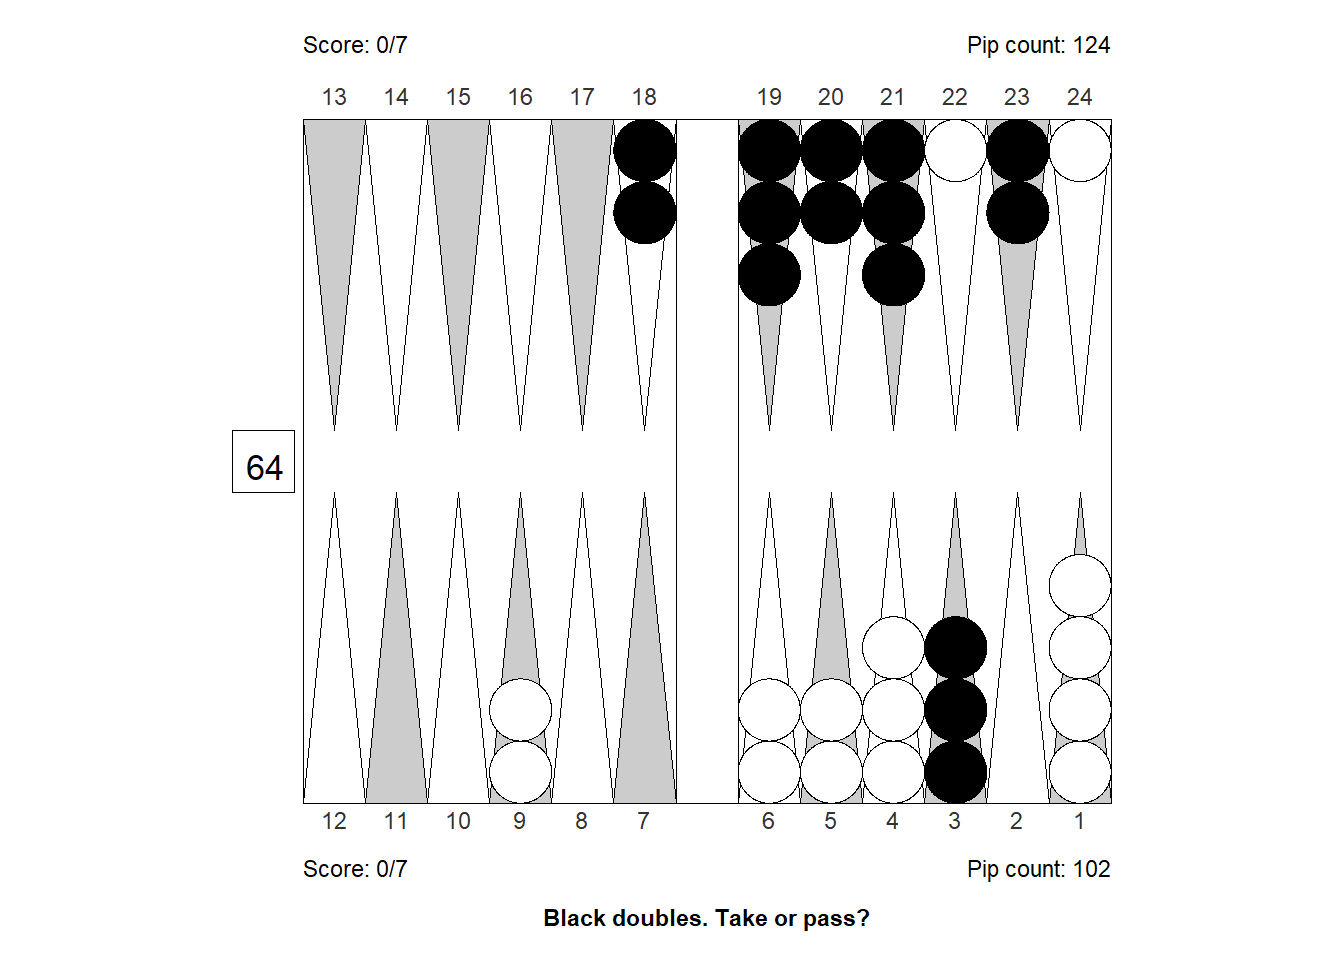 Score: 0/7 Pip count: 124
13 14 15 16 17 18 19 20 21 22 23 24
64
12 11 10 9 8 7 6 5 4 3 2 1
Score: 0/7 Pip count: 102
Black doubles. Take or pass?